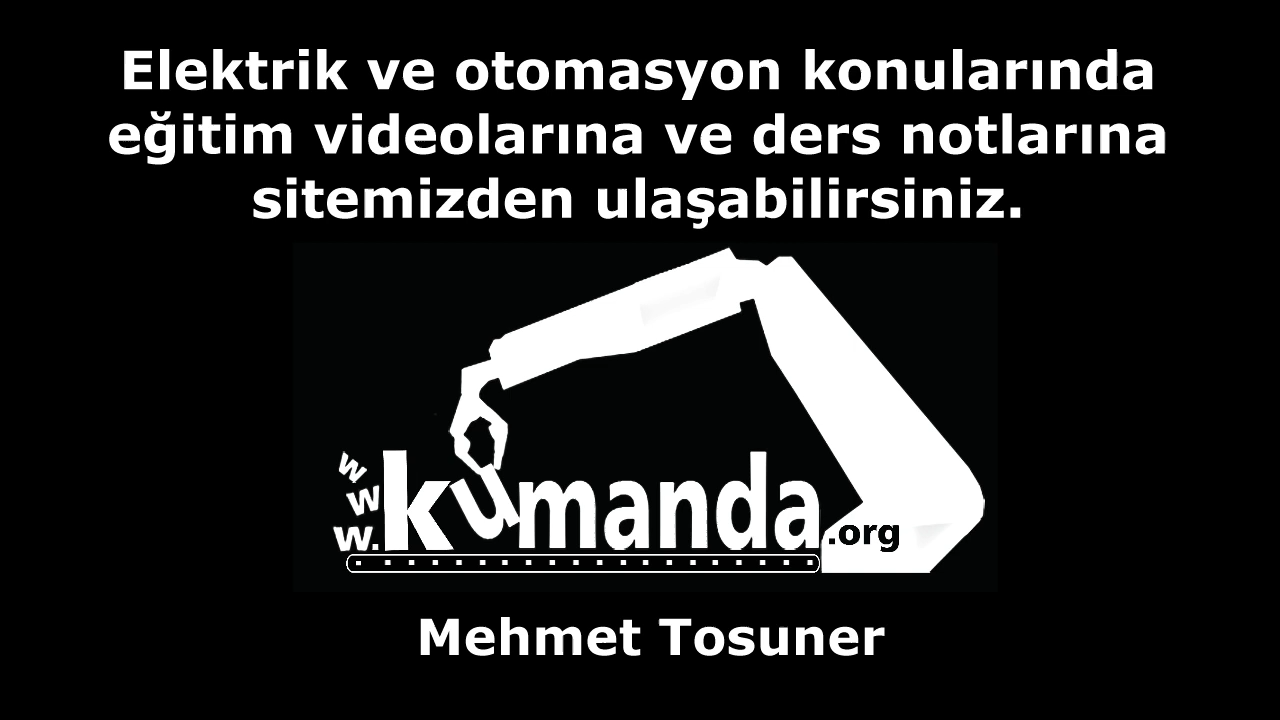 Elektrik ve otomasyon konularında
eğitim videolarına ve ders notlarına
sitemizden ulaşabilirsiniz.
www.kumanda.org
Mehmet Tosuner